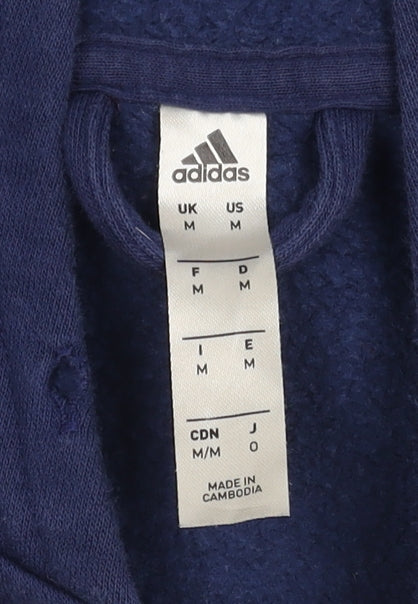 adidas
UK US
M M
F D
M M
I E
M M
CDN J
M/M O
MADE IN
CAMBODIA